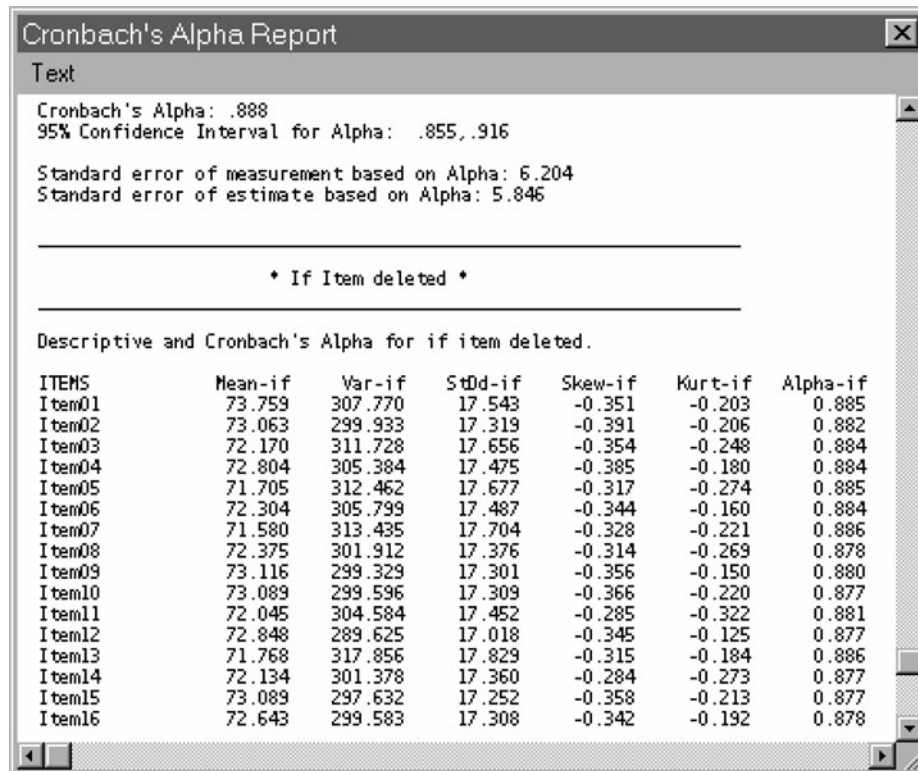 Cronbach's Alpha Report
Text
Cronbach's Alpha: .888
95% Confidence Interval for Alpha: .855,.916
Standard error of measurement based on Alpha: 6.204
Standard error of estimate based on Alpha: 5.846
* If Item deleted *
Descriptive and Cronbach's Alpha for if item deleted.
ITEMS Mean-if Var-if StDd-if Skew-if Kurt-if Alpha-if
Item01 73.759 307.770 17.543 -0.351 -0.203 0.885
Item02 73.063 299.933 17.319 -0.391 -0.206 0.882
Item03 72.170 311.728 17.656 -0.354 -0.248 0.884
Item04 72.804 305.384 17.475 -0.385 -0.180 0.884
Item05 71.705 312.462 17.677 -0.317 -0.274 0.885
Item06 72.304 305.799 17.487 -0.344 -0.160 0.884
Item07 71.580 313.435 17.704 -0.328 -0.221 0.886
Item08 72.375 301.912 17.376 -0.314 -0.269 0.878
Item09 73.116 299.329 17.301 -0.356 -0.150 0.880
Item10 73.089 299.596 17.309 -0.366 -0.220 0.877
Item11 72.045 304.584 17.452 -0.285 -0.322 0.881
Item12 72.848 289.625 17.018 -0.345 -0.125 0.877
Item13 71.768 317.856 17.829 -0.315 -0.184 0.886
Item14 72.134 301.378 17.360 -0.284 -0.273 0.877
Item15 73.089 297.632 17.252 -0.358 -0.213 0.877
Item16 72.643 299.583 17.308 -0.342 -0.192 0.878